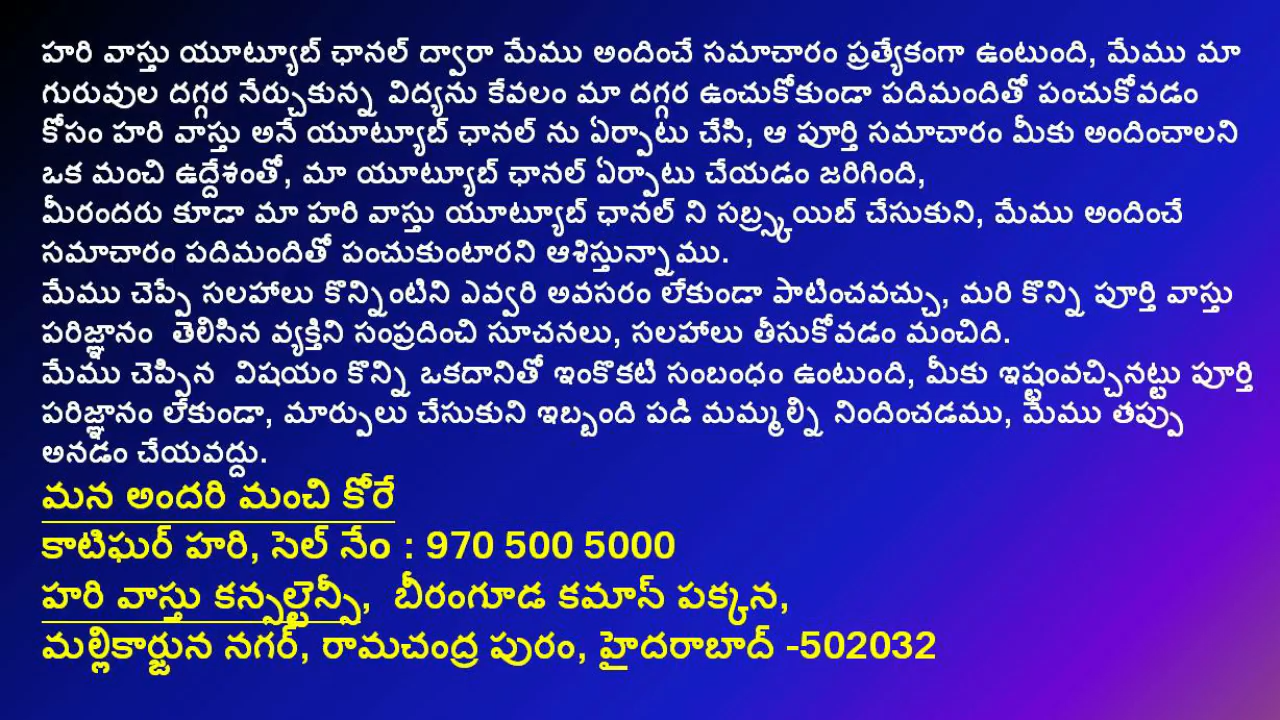 హరి వాస్తు యూట్యూబ్ ఛానల్ ద్వారా మేము అందించే సమాచారం ప్రత్యేకంగా ఉంటుంది, మేము మా
గురువుల దగ్గర నేర్చుకున్న విద్యను కేవలం మా దగ్గర ఉంచుకోకుండా పదిమందితో పంచుకోవడం
కోసం హరి వాస్తు అనే యూట్యూబ్ ఛానల్ ను ఏర్పాటు చేసి, ఆ పూర్తి సమాచారం మీకు అందించాలని
ఒక మంచి ఉద్దేశంతో, మా యూట్యూబ్ ఛానల్ ఏర్పాటు చేయడం జరిగింది,
మీరందరు కూడా మా హరి వాస్తు యూట్యూబ్ ఛానల్ ని సబ్స్క్రయిబ్ చేసుకుని, మేము అందించే
సమాచారం పదిమందితో పంచుకుంటారని ఆశిస్తున్నాము.
మేము చెప్పే సలహాలు కొన్నింటిని ఎవ్వరి అవసరం లేకుండా పాటించవచ్చు, మరి కొన్ని పూర్తి వాస్తు
పరిజ్ఞానం తెలిసిన వ్యక్తిని సంప్రదించి సూచనలు, సలహాలు తీసుకోవడం మంచిది.
మేము చెప్పిన విషయం కొన్ని ఒకదానితో ఇంకొకటి సంబంధం ఉంటుంది, మీకు ఇష్టంవచ్చినట్టు పూర్తి
పరిజ్ఞానం లేకుండా, మార్పులు చేసుకుని ఇబ్బంది పడి మమ్మల్ని నిందించడము, మేము తప్పు
అనడం చేయవద్దు.
మన అందరి మంచి కోరే
కాటిఘర్ హరి, సెల్ నేం : 970 500 5000
హరి వాస్తు కన్సల్టెన్సీ, బీరంగూడ కమాన్ పక్కన,
మల్లికార్జున నగర్, రామచంద్ర పురం, హైదరాబాద్ -502032